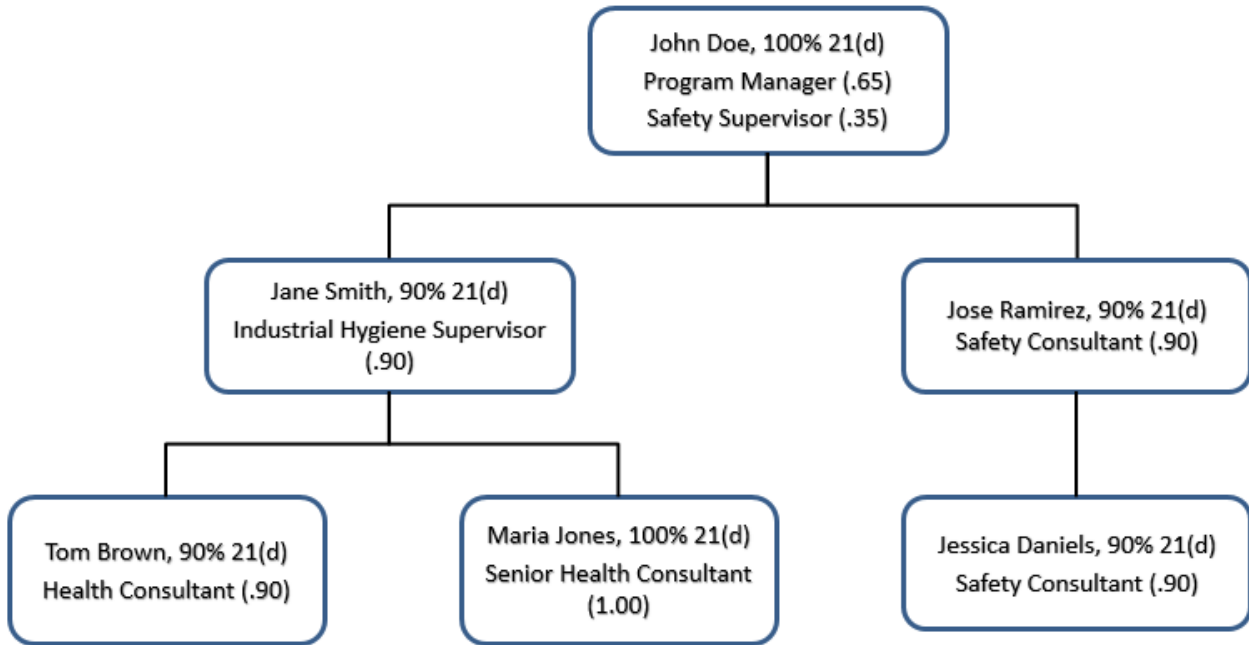 John Doe, 100% 21(d)
Program Manager (.65)
Safety Supervisor (.35)
Jane Smith, 90% 21(d)
Industrial Hygiene Supervisor
(.90)
Jose Ramirez, 90% 21(d)
Safety Consultant (.90)
Tom Brown, 90% 21(d)
Health Consultant (.90)
Maria Jones, 100% 21(d)
Senior Health Consultant
(1.00)
Jessica Daniels, 90% 21(d)
Safety Consultant (.90)